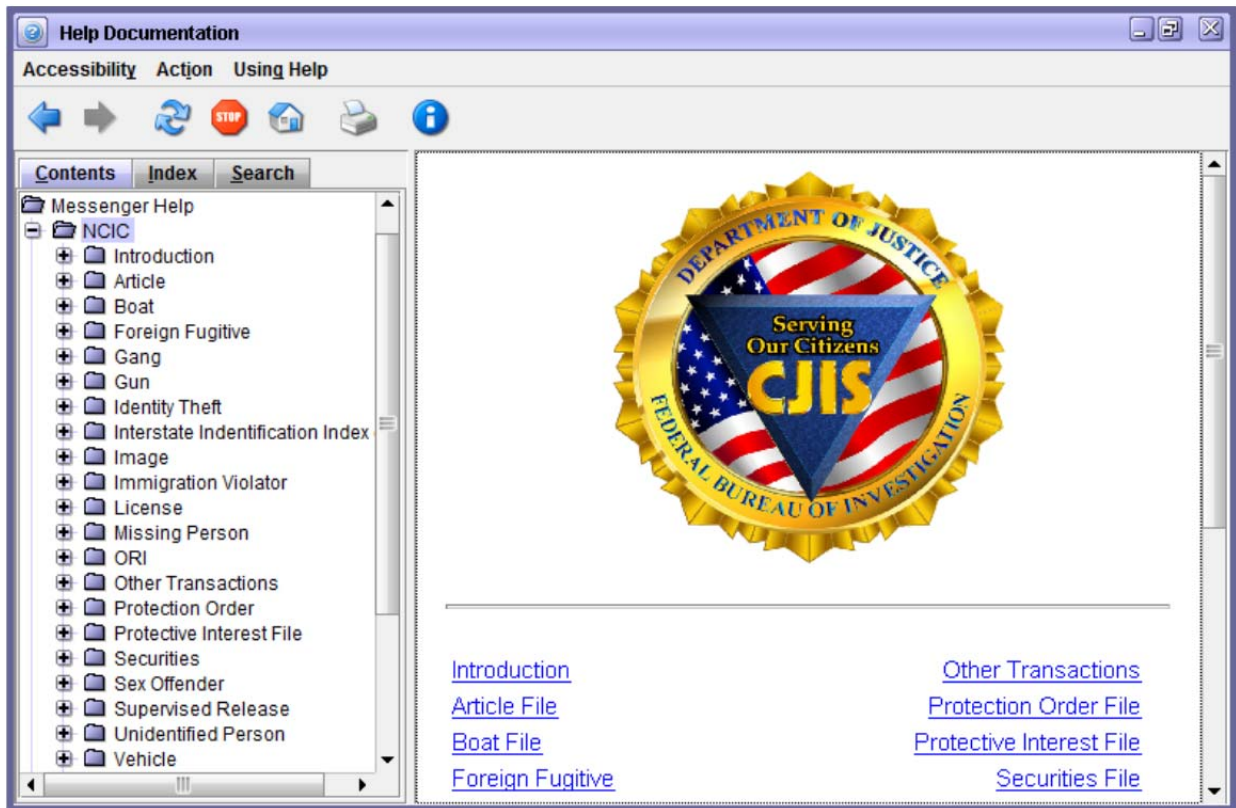 Help Documentation
Accessibility Action Using Help
STOP
Contents Index Search
Messenger Help
NCIC
Introduction
Article
Boat
Foreign Fugitive
Gang
Gun
Identity Theft
Interstate Indentification Index
Image
Immigration Violator
License
Missing Person
ORI
Other Transactions
Protection Order
Protective Interest File
Securities
Sex Offender
Supervised Release
Unidentified Person
Vehicle
DEPARTMENT OF JUSTICE
Serving
Our Citizens
CJIS
FEDERAL BUREAU OF INVESTIGATION
Introduction Other Transactions
Article File Protection Order File
Boat File Protective Interest File
Foreign Fugitive Securities File